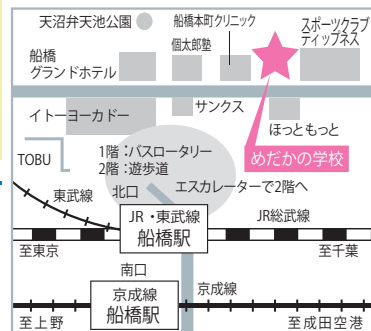 天沼弁天池公園
船橋本町クリニック
スポーツクラブ
ティップネス
個太郎塾
船橋
グランドホテル
サンクス
イトーヨーカドー
ほっともっと
めだかの学校
TOBU
1階：バスロータリー
2階：遊歩道
北口
エスカレーターで2階へ
東武線
JR・東武線
船橋駅
JR総武線
至東京
至千葉
南口
京成線
船橋駅
京成線
至上野
至成田空港